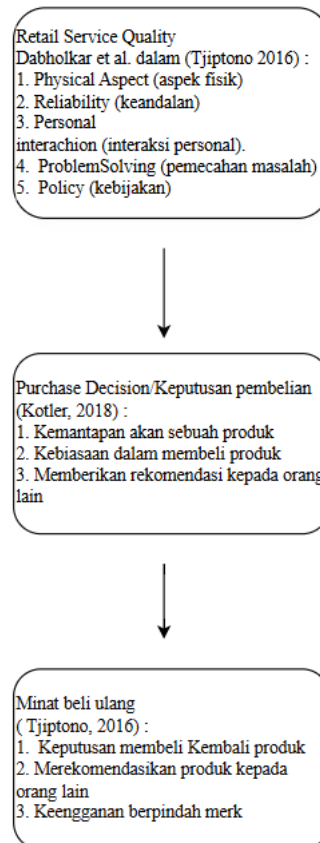 Retail Service Quality
Dabholkar et al. dalam (Tjiptono 2016) :
1. Physical Aspect (aspek fisik)
2. Reliability (keandalan)
3. Personal
interachion (interaksi personal).
4. ProblemSolving (pemecahan masalah)
5. Policy (kebijakan)
Purchase Decision/Keputusan pembelian
(Kotler, 2018) :
1. Kemantapan akan sebuah produk
2. Kebiasaan dalam membeli produk
3. Memberikan rekomendasi kepada orang
lain
Minat beli ulang
( Tjiptono, 2016) :
1. Keputusan membeli Kembali produk
2. Merekomendasikan produk kepada
orang lain
3. Keengganan berpindah merk